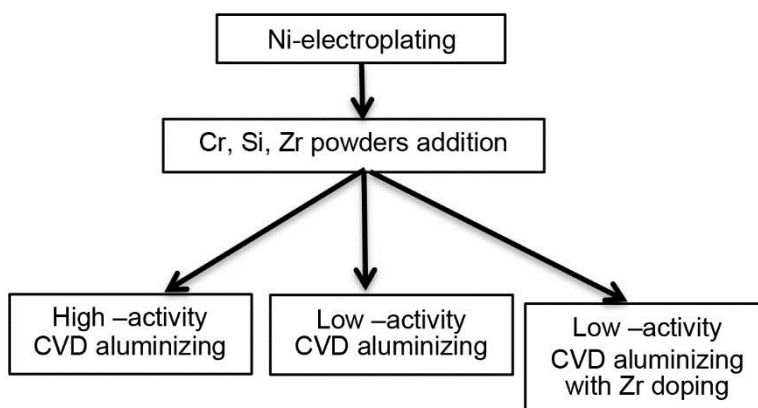 Ni-electroplating
Cr, Si, Zr powders addition
High –activity
CVD aluminizing
Low –activity
CVD aluminizing
Low –activity
CVD aluminizing
with Zr doping